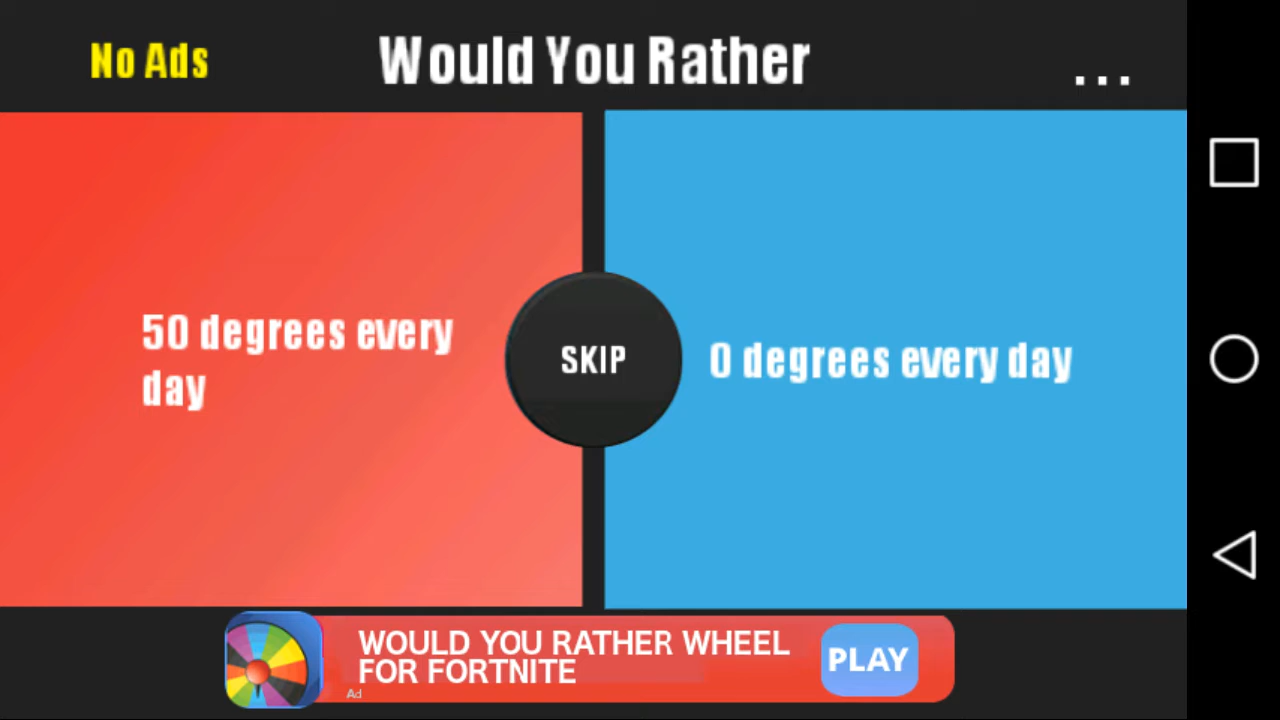 No Ads
Would You Rather
...
50 degrees every
day
SKIP
0 degrees every day
WOULD YOU RATHER WHEEL
FOR FORTNITE
Ad
PLAY